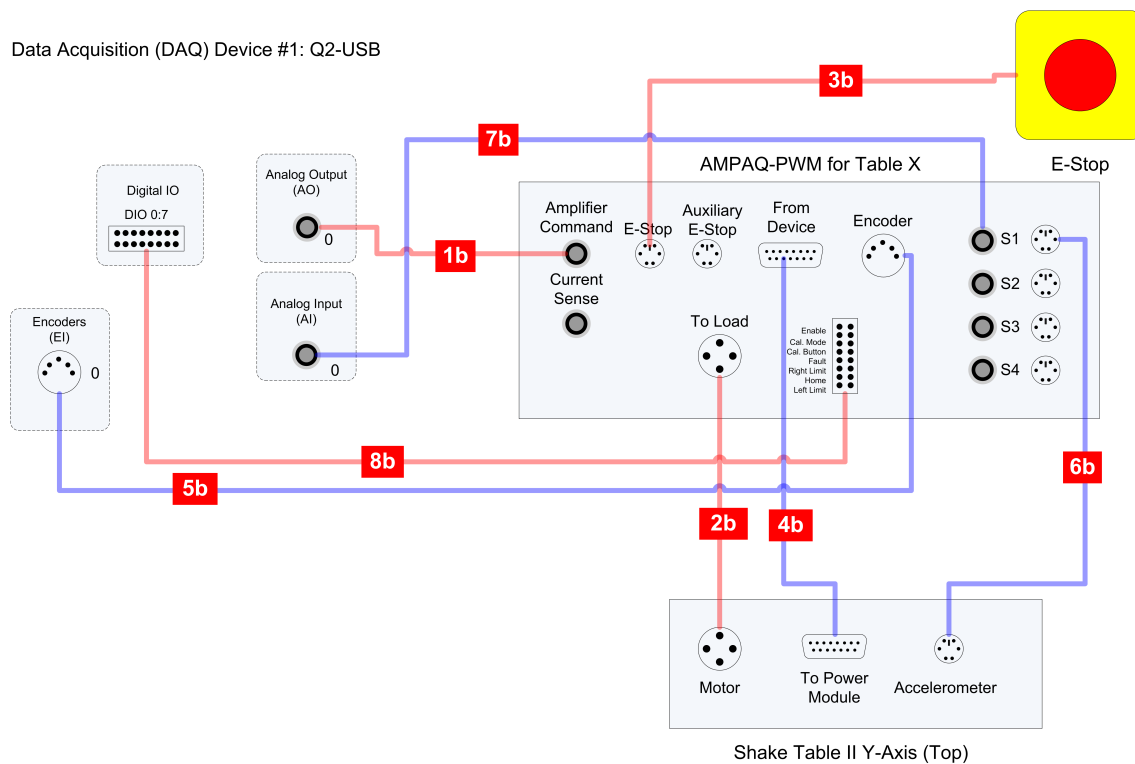 Data Acquisition (DAQ) Device #1: Q2-USB
3b
7b
AMPAQ-PWM for Table X
E-Stop
Digital IO
DIO 0:7
Analog Output
(AO)
0
1b
Amplifier
Command
E-Stop
Auxiliary
E-Stop
From
Device
Encoder
S1
S2
S3
S4
Current
Sense
To Load
Enable
Cal. Mode
Cal. Button
Fault
Right Limit
Home
Left Limit
Analog Input
(AI)
0
Encoders
(EI)
0
8b
5b
6b
2b
4b
Motor
To Power
Module
Accelerometer
Shake Table II Y-Axis (Top)